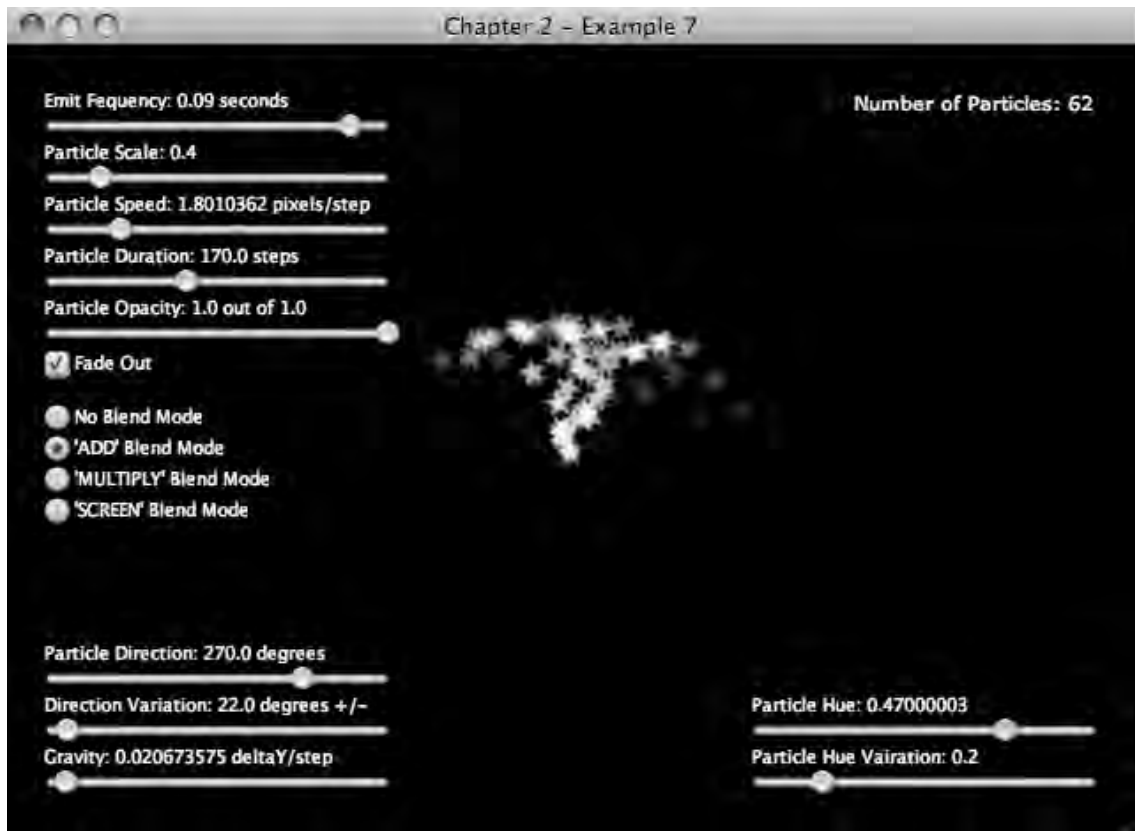 Chapter 2 - Example 7
Emit Fequency: 0.09 seconds
Number of Particles: 62
Particle Scale: 0.4
Particle Speed: 1.8010362 pixels/step
Particle Duration: 170.0 steps
Particle Opacity: 1.0 out of 1.0
Fade Out
No Blend Mode
'ADD' Blend Mode
'MULTIPLY' Blend Mode
'SCREEN' Blend Mode
Particle Direction: 270.0 degrees
Direction Variation: 22.0 degrees +/-
Gravity: 0.020673575 deltaY/step
Particle Hue: 0.47000003
Particle Hue Vairation: 0.2